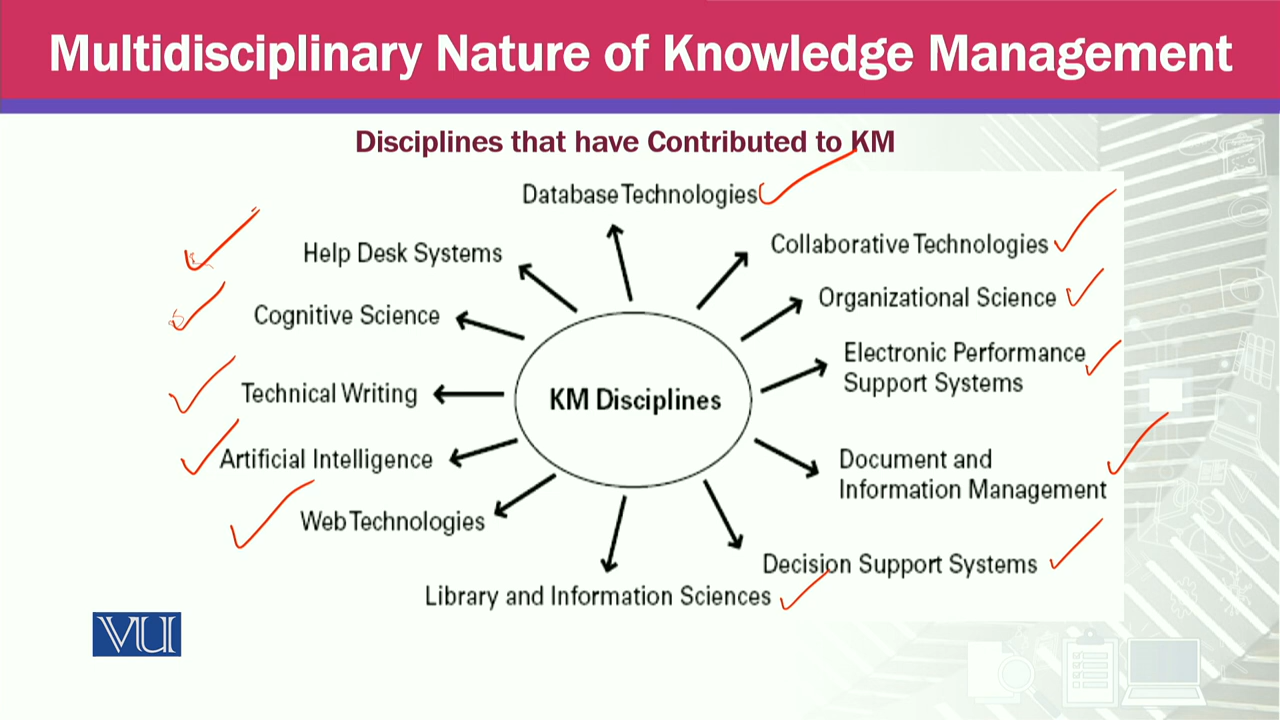 Multidisciplinary Nature of Knowledge Management
Disciplines that have Contributed to KM
Database Technologies
Help Desk Systems
Collaborative Technologies
Cognitive Science
Organizational Science
Electronic Performance
Support Systems
Technical Writing
KM Disciplines
Artificial Intelligence
Document and
Information Management
Web Technologies
Decision Support Systems
Library and Information Sciences
VU